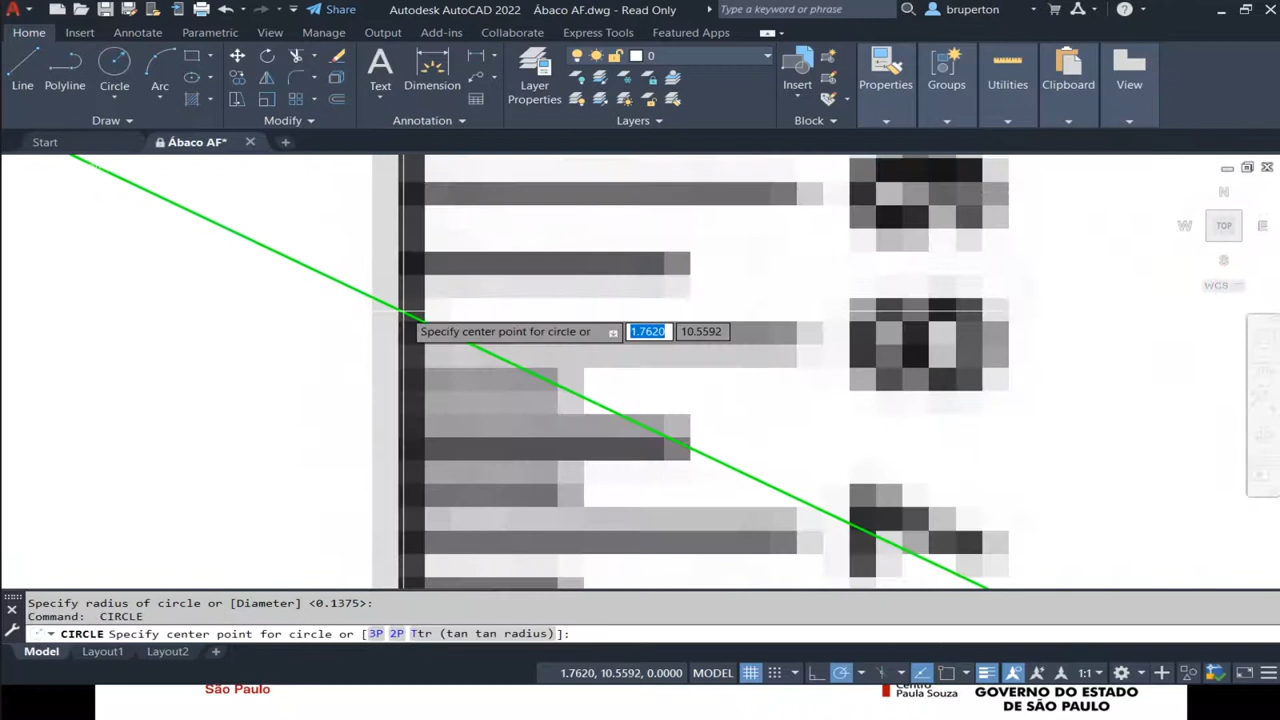 Share
Autodesk AutoCAD 2022 Ábaco AF.dwg - Read Only
Type a keyword or phrase
bruperton
Home Insert Annotate Parametric View Manage Output Add-ins Collaborate Express Tools Featured Apps
0
Line Polyline Circle Arc
Text Dimension
Layer
Properties
Insert
Properties Groups Utilities Clipboard View
Draw Modify Annotation Layers Block
Start Ábaco AF*
N
W TOP E
S
WCS
Specify center point for circle or 1.7620 10.5592
Specify radius of circle or [Diameter] <0.1375>:
Command: CIRCLE
CIRCLE Specify center point for circle or [3P 2P Ttr (tan tan radius)]:
Model Layout1 Layout2
1.7620, 10.5592, 0.0000 MODEL 1:1
São Paulo
Paula Souza
GOVERNO DO ESTADO
DE SÃO PAULO